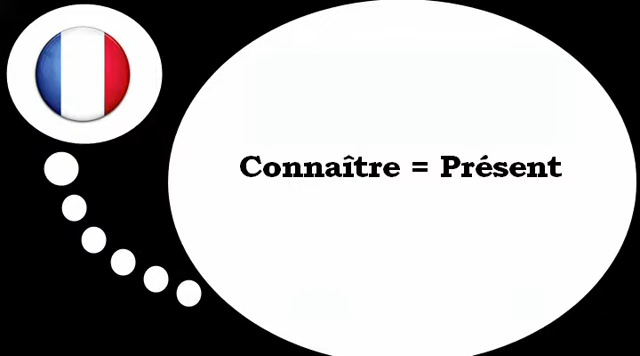 Connaître = Présent